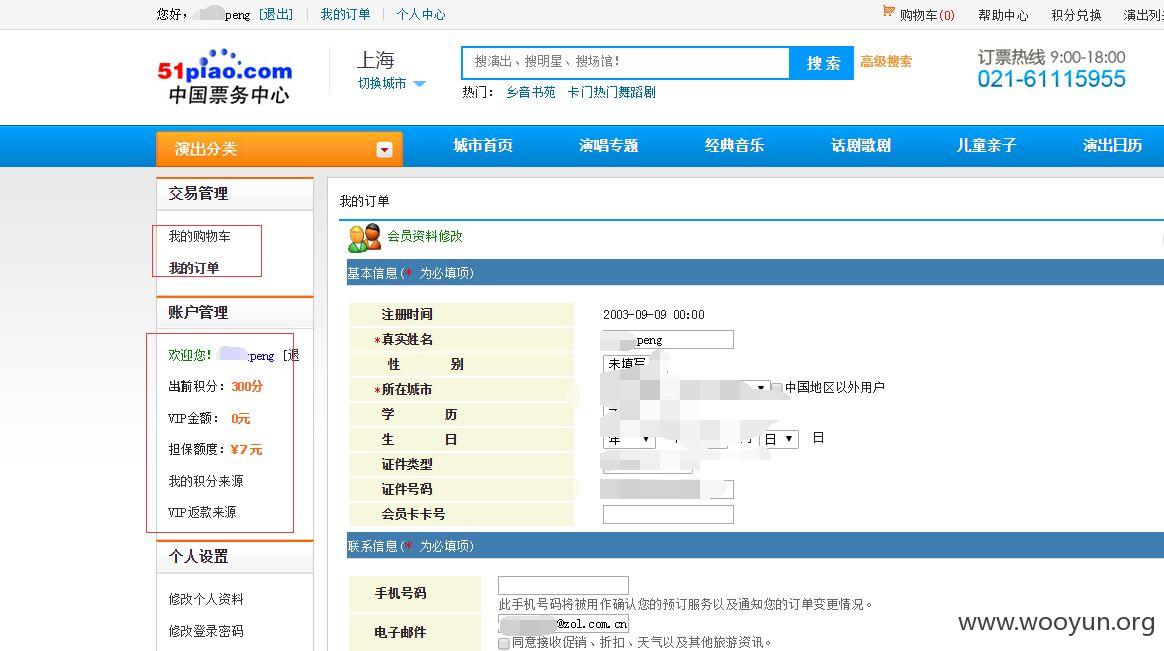 您好， peng [退出] 我的订单 个人中心 购物车(0) 帮助中心 积分兑换 演出列
51piao.com
中国票务中心
上海
切换城市
搜演出、搜明星、搜场馆！ 搜 索 高级搜索
热门： 乡音书苑 卡门热门舞蹈剧
订票热线 9:00-18:00
021-61115955
演出分类 城市首页 演唱专题 经典音乐 话剧歌剧 儿童亲子 演出日历
交易管理
我的购物车
我的订单
账户管理
欢迎您！ peng [退
当前积分：300分
VIP金额： 0元
担保额度：¥7元
我的积分来源
VIP返款来源
个人设置
修改个人资料
修改登录密码
我的订单
会员资料修改
基本信息(* 为必填项)
注册时间 2003-09-09 00:00
*真实姓名 peng
性 别 未填写
*所在城市 中国地区以外用户
学 历
生 日 年 日 日
证件类型
证件号码
会员卡卡号
联系信息(* 为必填项)
手机号码
此手机号码将被用作确认您的预订服务以及通知您的订单变更情况。
电子邮件 @zol.com.cn
同意接收促销、折扣、天气以及其他旅游资讯。
www.wooyun.org